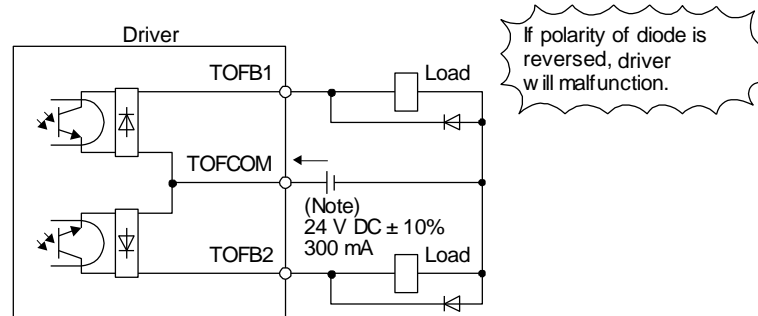 Driver
If polarity of diode is
reversed, driver
will malfunction.
TOFB1
Load
TOFCOM
(Note)
24 V DC ± 10%
300 mA
TOFB2
Load